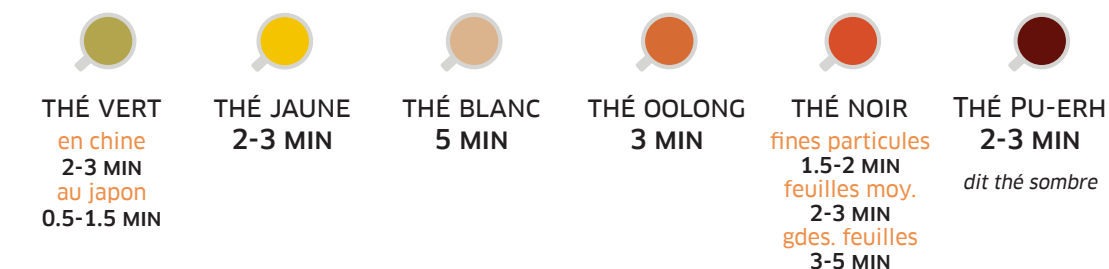 THÉ VERT
en chine
2-3 MIN
au japon
0.5-1.5 MIN
THÉ JAUNE
2-3 MIN
THÉ BLANC
5 MIN
THÉ OOLONG
3 MIN
THÉ NOIR
fines particules
1.5-2 MIN
feuilles moy.
2-3 MIN
gdes. feuilles
3-5 MIN
THÉ PU-ERH
2-3 MIN
dit thé sombre